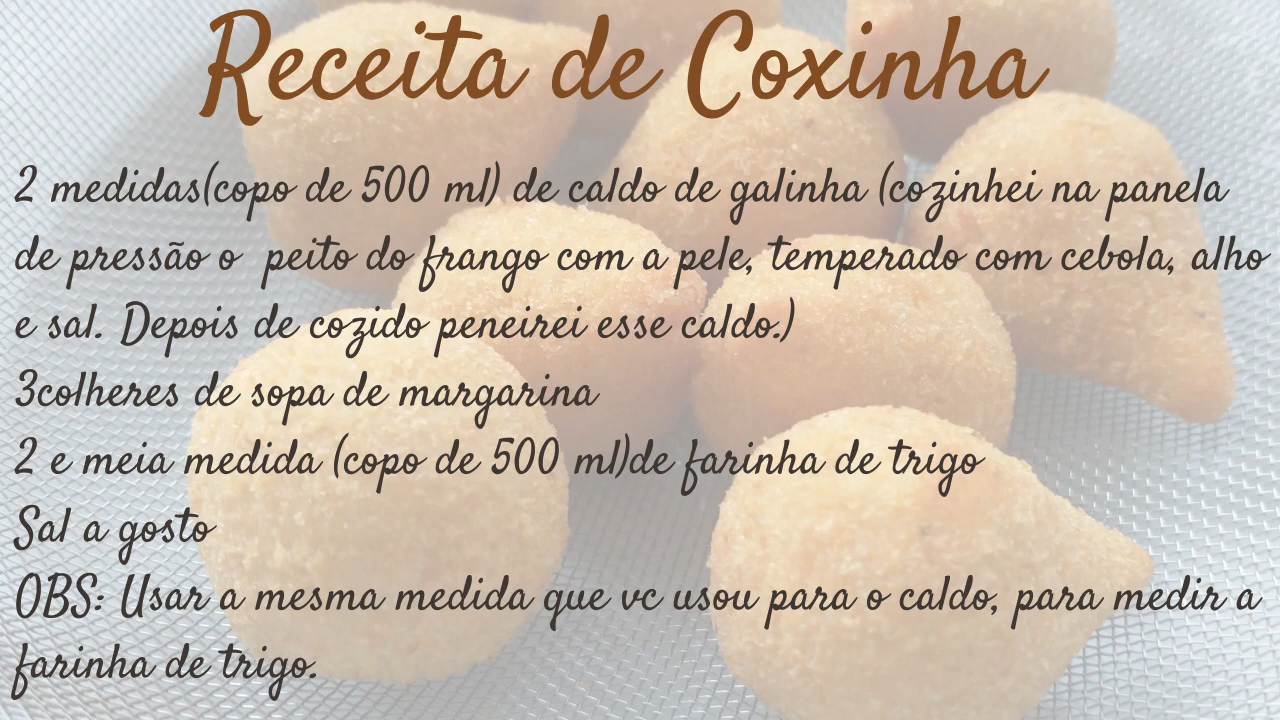 Receita de Coxinha
2 medidas(copo de 500 ml) de caldo de galinha (cozinhei na panela
de pressão o peito do frango com a pele, temperado com cebola, alho
e sal. Depois de cozido peneirei esse caldo.)
3colheres de sopa de margarina
2 e meia medida (copo de 500 ml)de farinha de trigo
Sal a gosto
OBS: Usar a mesma medida que vc usou para o caldo, para medir a
farinha de trigo.